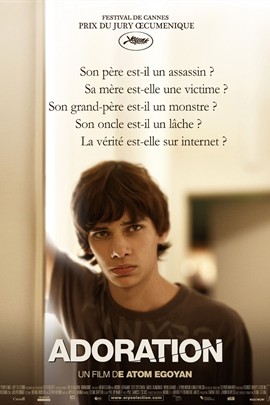 FESTIVAL DE CANNES
PRIX DU JURY ŒCUMENIQUE
Son père est-il un assassin ?
Sa mère est-elle une victime ?
Son grand-père est-il un monstre ?
Son oncle est-il un lâche ?
La vérité est-elle sur internet ?
ADORATION
UN FILM DE ATOM EGOYAN